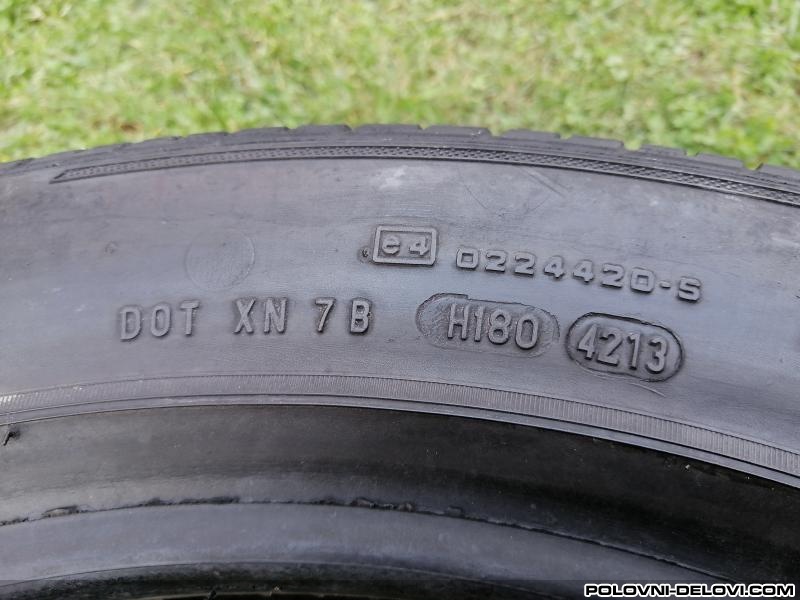 e4 0224420-S
DOT XN 7B H180 4213
POLOVNI-DELOVI.COM